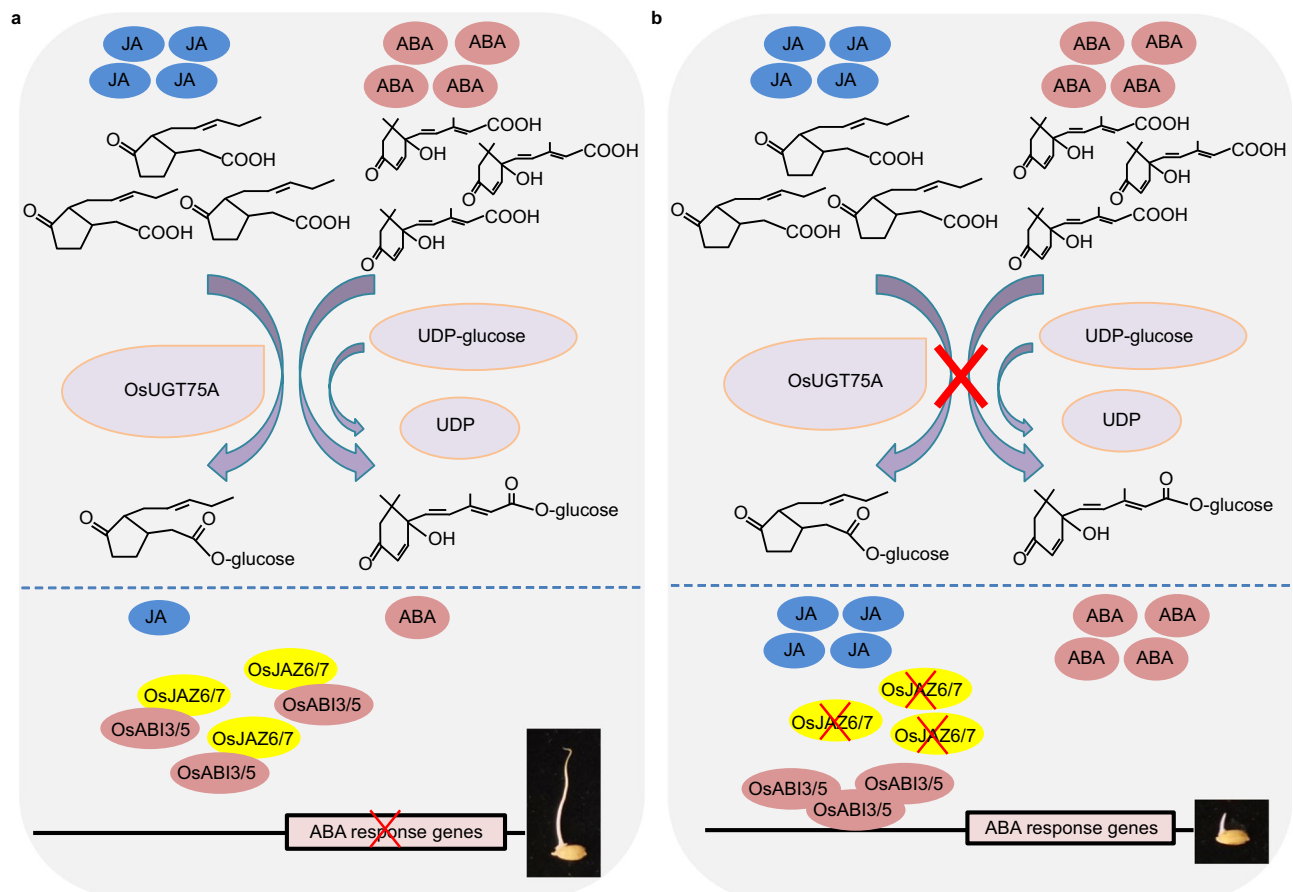 a
JA
JA
JA
JA
ABA
ABA
ABA
ABA
O
COOH
O
COOH
O
COOH
COOH
OH
O
COOH
OH
O
COOH
OH
O
OsUGT75A
UDP-glucose
UDP
O
O
O-glucose
O
O-glucose
OH
O
JA
ABA
OsJAZ6/7
OsJAZ6/7
OsABI3/5
OsABI3/5
OsJAZ6/7
OsABI3/5
ABA response genes
b
JA
JA
JA
JA
ABA
ABA
ABA
ABA
O
COOH
O
COOH
O
COOH
COOH
OH
O
COOH
OH
O
COOH
OH
O
OsUGT75A
UDP-glucose
UDP
O
O
O-glucose
O
O-glucose
OH
O
JA
JA
JA
JA
ABA
ABA
ABA
ABA
OsJAZ6/7
OsJAZ6/7
OsJAZ6/7
OsABI3/5
OsABI3/5
OsABI3/5
ABA response genes